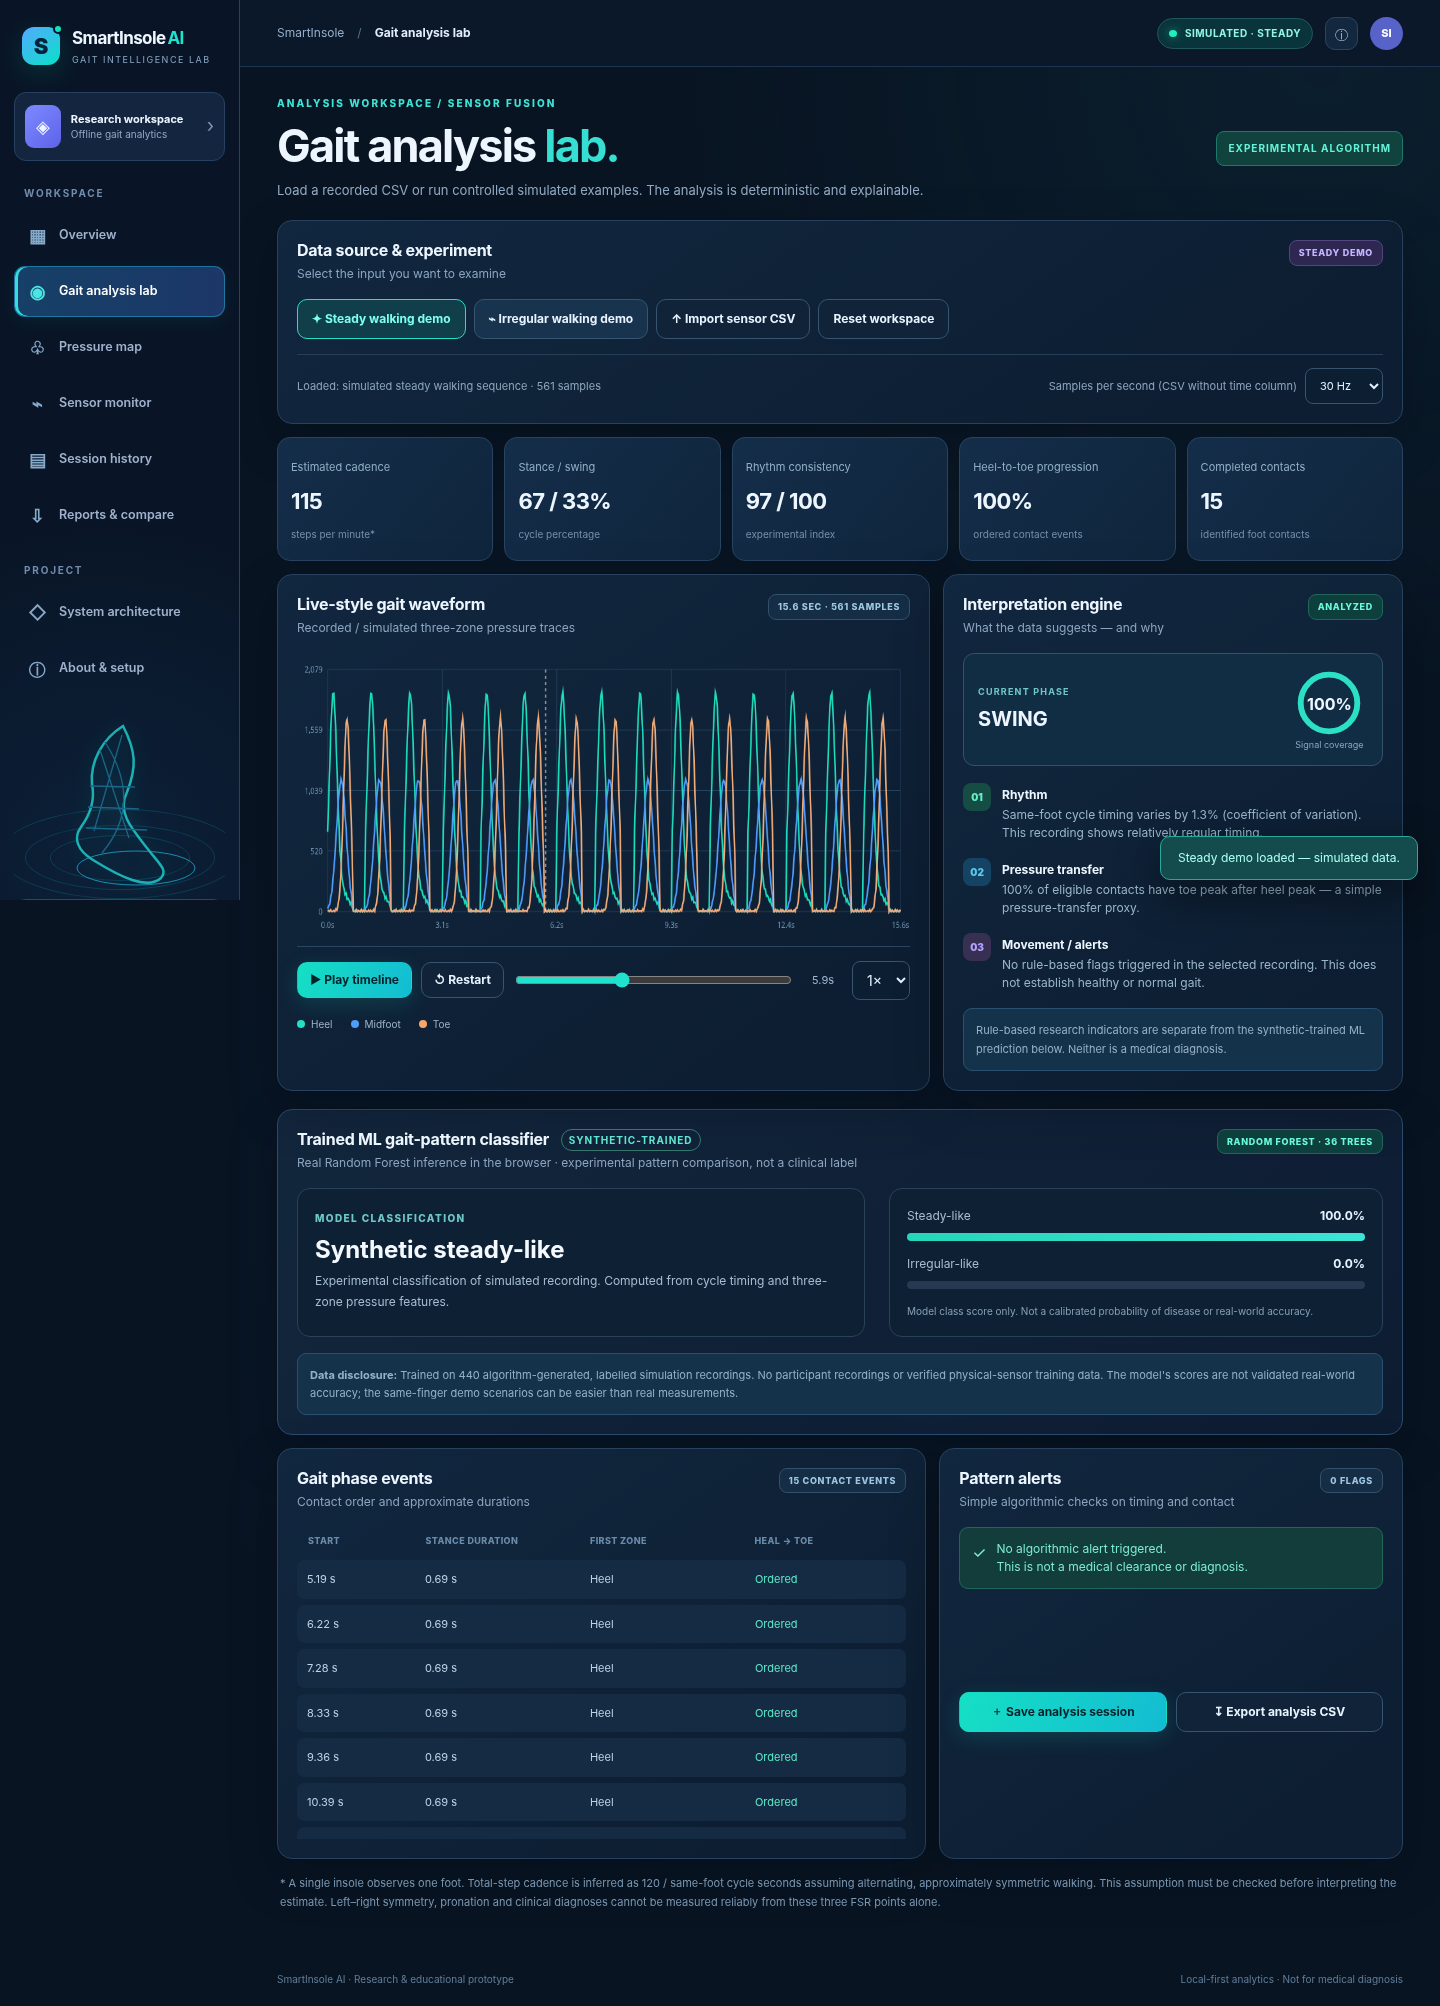 S
SmartInsole AI
GAIT INTELLIGENCE LAB
Research workspace
Offline gait analytics
WORKSPACE
Overview
Gait analysis lab
Pressure map
Sensor monitor
Session history
Reports & compare
PROJECT
System architecture
About & setup
SmartInsole / Gait analysis lab
SIMULATED · STEADY
SI
ANALYSIS WORKSPACE / SENSOR FUSION
Gait analysis lab.
EXPERIMENTAL ALGORITHM
Load a recorded CSV or run controlled simulated examples. The analysis is deterministic and explainable.
Data source & experiment
Select the input you want to examine
STEADY DEMO
✦ Steady walking demo
⌁ Irregular walking demo
↑ Import sensor CSV
Reset workspace
Loaded: simulated steady walking sequence · 561 samples
Samples per second (CSV without time column)
30 Hz
Estimated cadence
115
steps per minute*
Stance / swing
67 / 33%
cycle percentage
Rhythm consistency
97 / 100
experimental index
Heel-to-toe progression
100%
ordered contact events
Completed contacts
15
identified foot contacts
Live-style gait waveform
Recorded / simulated three-zone pressure traces
15.6 SEC · 561 SAMPLES
2,079
1,559
1,039
520
0
0.0s 3.1s 6.2s 9.3s 12.4s 15.6s
▶ Play timeline
↺ Restart
5.9s
1×
Heel
Midfoot
Toe
Interpretation engine
What the data suggests — and why
ANALYZED
CURRENT PHASE
SWING
100%
Signal coverage
01
Rhythm
Same-foot cycle timing varies by 1.3% (coefficient of variation).
This recording shows relatively regular timing.
Steady demo loaded — simulated data.
02
Pressure transfer
100% of eligible contacts have toe peak after heel peak — a simple
pressure-transfer proxy.
03
Movement / alerts
No rule-based flags triggered in the selected recording. This does
not establish healthy or normal gait.
Rule-based research indicators are separate from the synthetic-trained ML
prediction below. Neither is a medical diagnosis.
Trained ML gait-pattern classifier
SYNTHETIC-TRAINED
Real Random Forest inference in the browser · experimental pattern comparison, not a clinical label
RANDOM FOREST · 36 TREES
MODEL CLASSIFICATION
Synthetic steady-like
Experimental classification of simulated recording. Computed from cycle timing and three-
zone pressure features.
Steady-like 100.0%
Irregular-like 0.0%
Model class score only. Not a calibrated probability of disease or real-world accuracy.
Data disclosure: Trained on 440 algorithm-generated, labelled simulation recordings. No participant recordings or verified physical-sensor training data. The model's scores are not validated real-world
accuracy; the same-finger demo scenarios can be easier than real measurements.
Gait phase events
Contact order and approximate durations
15 CONTACT EVENTS
START STANCE DURATION FIRST ZONE HEAL → TOE
5.19 s 0.69 s Heel Ordered
6.22 s 0.69 s Heel Ordered
7.28 s 0.69 s Heel Ordered
8.33 s 0.69 s Heel Ordered
9.36 s 0.69 s Heel Ordered
10.39 s 0.69 s Heel Ordered
Pattern alerts
Simple algorithmic checks on timing and contact
0 FLAGS
✓ No algorithmic alert triggered.
This is not a medical clearance or diagnosis.
+ Save analysis session
↧ Export analysis CSV
* A single insole observes one foot. Total-step cadence is inferred as 120 / same-foot cycle seconds assuming alternating, approximately symmetric walking. This assumption must be checked before interpreting the
estimate. Left–right symmetry, pronation and clinical diagnoses cannot be measured reliably from these three FSR points alone.
SmartInsole AI · Research & educational prototype
Local-first analytics · Not for medical diagnosis